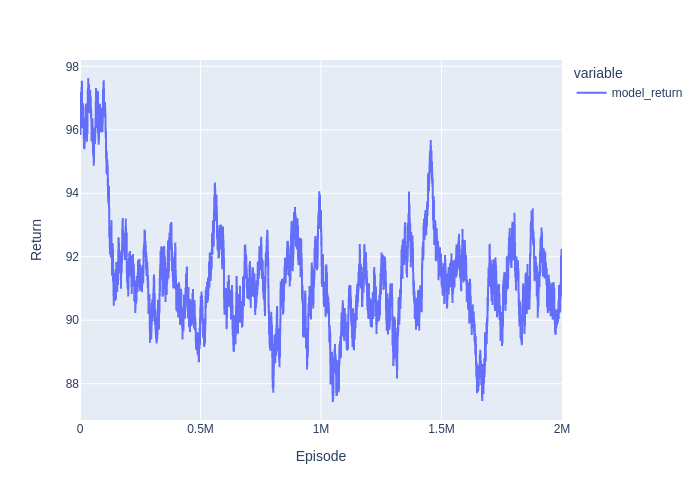 variable
model_return
98
96
94
92
90
88
Return
0
0.5M
1M
1.5M
2M
Episode